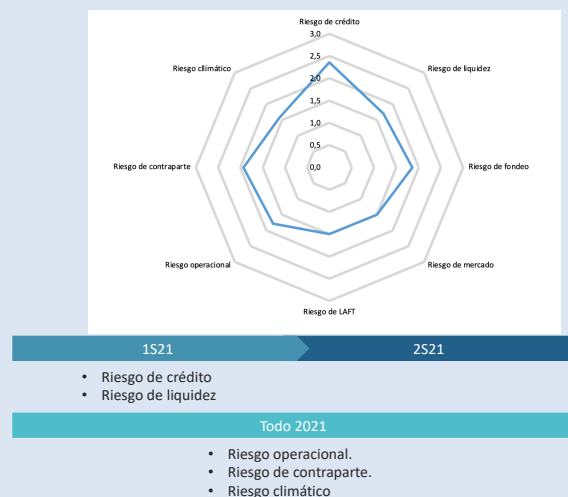 Riesgo de crédito
3,0
Riesgo cllimático
2,5
Riesgo de liquidez
2,0
1,5
1,0
0,5
Riesgo de contraparte
0,0
Riesgo de fondeo
Riesgo operacional
Riesgo de mercado
Riesgo de LAFT
1S21
2S21
• Riesgo de crédito
• Riesgo de liquidez
Todo 2021
• Riesgo operacional.
• Riesgo de contraparte.
• Riesgo climático